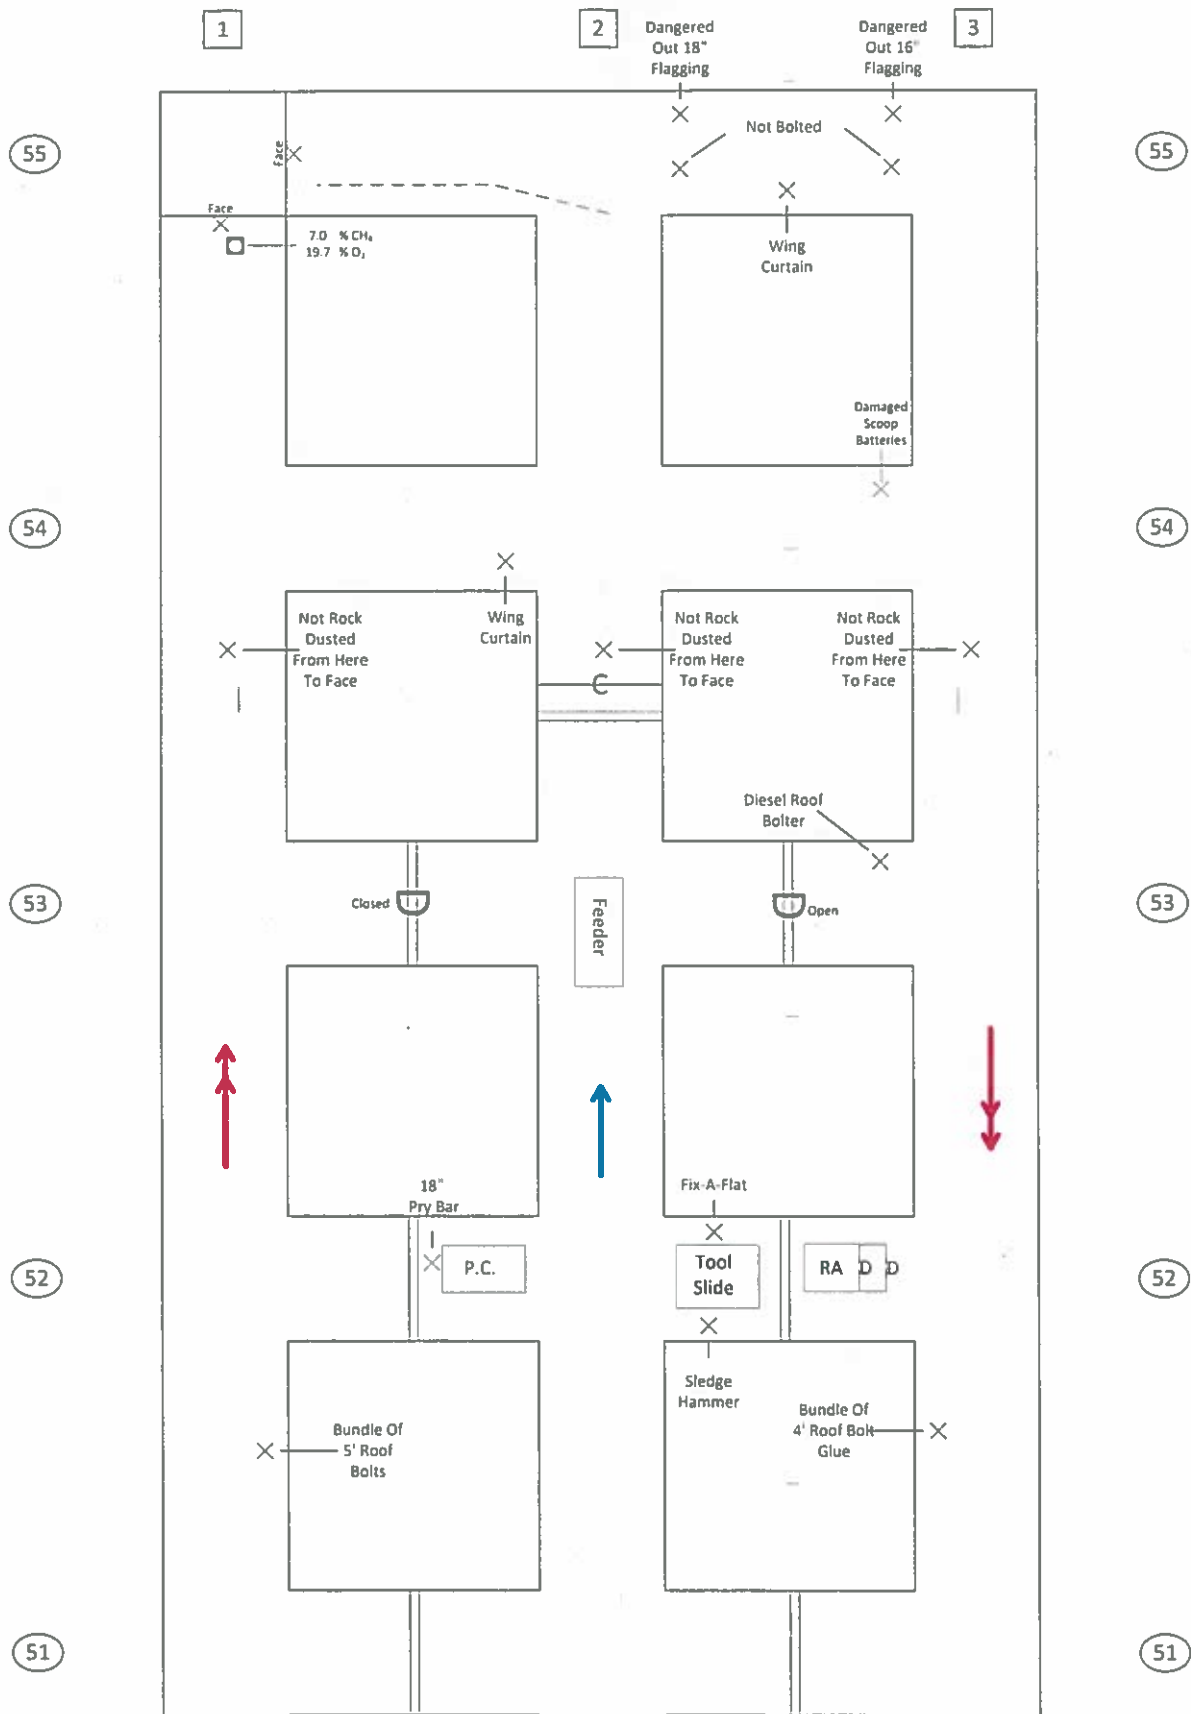 1
2
3
Dangered
Out 18"
Flagging
Dangered
Out 16"
Flagging
Not Bolted
55
55
Face
Face
7.0 % CH₄
19.7 % O₂
Wing
Curtain
Damaged
Scoop
Batteries
54
54
Wing
Curtain
Not Rock
Dusted
From Here
To Face
Not Rock
Dusted
From Here
To Face
Not Rock
Dusted
From Here
To Face
C
Diesel Roof
Bolter
53
Closed
Feeder
Open
53
18"
Pry Bar
Fix-A-Flat
52
P.C.
Tool
Slide
RA D D
52
Sledge
Hammer
Bundle Of
5' Roof
Bolts
Bundle Of
4' Roof Bolt
Glue
51
51